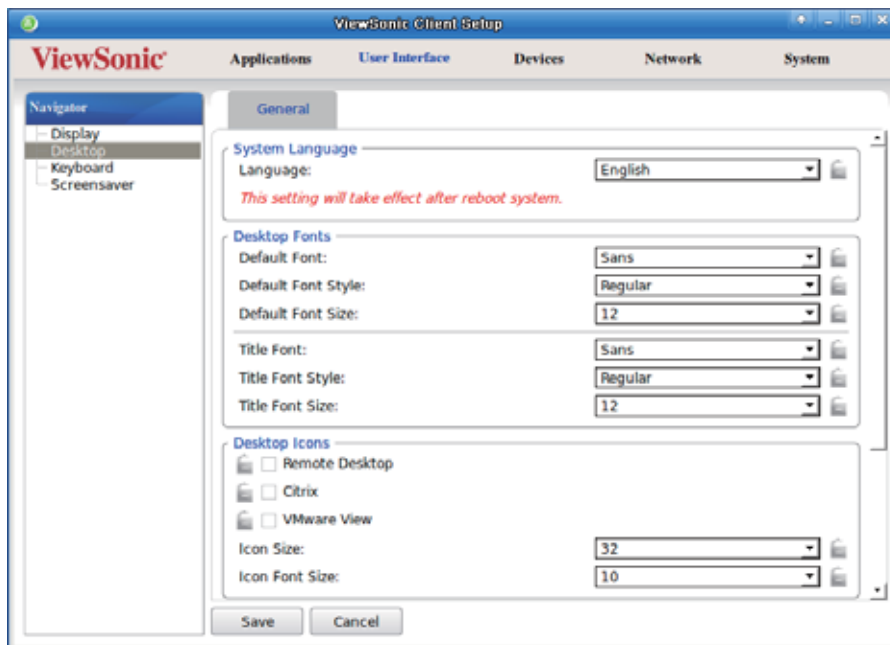 ViewSonic Client Setup
ViewSonic® Applications User Interface Devices Network System
Navigator
Display
Desktop
Keyboard
Screensaver
General
System Language
Language: English
This setting will take effect after reboot system.
Desktop Fonts
Default Font: Sans
Default Font Style: Regular
Default Font Size: 12
Title Font: Sans
Title Font Style: Regular
Title Font Size: 12
Desktop Icons
Remote Desktop
Citrix
VMware View
Icon Size: 32
Icon Font Size: 10
Save Cancel